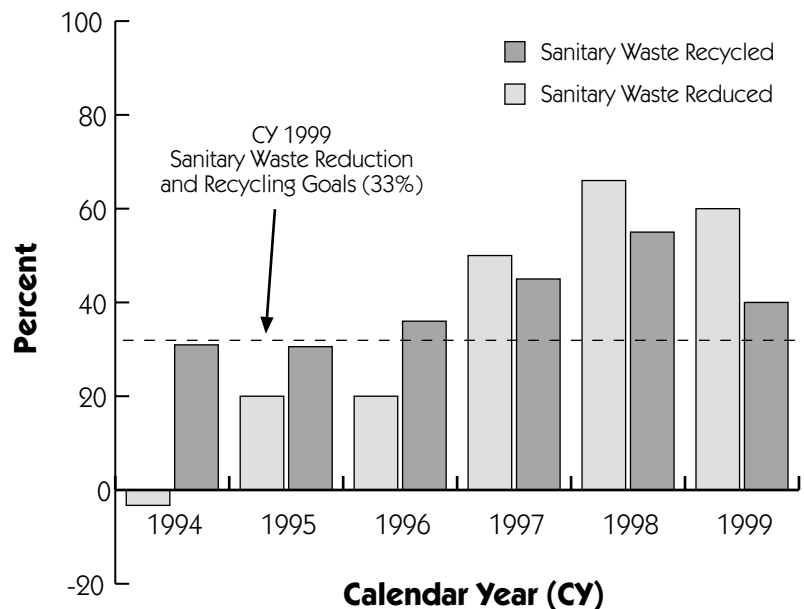 100
80
60
40
20
0
-20
Percent
Sanitary Waste Recycled
Sanitary Waste Reduced
CY 1999
Sanitary Waste Reduction
and Recycling Goals (33%)
1994 1995 1996 1997 1998 1999
Calendar Year (CY)